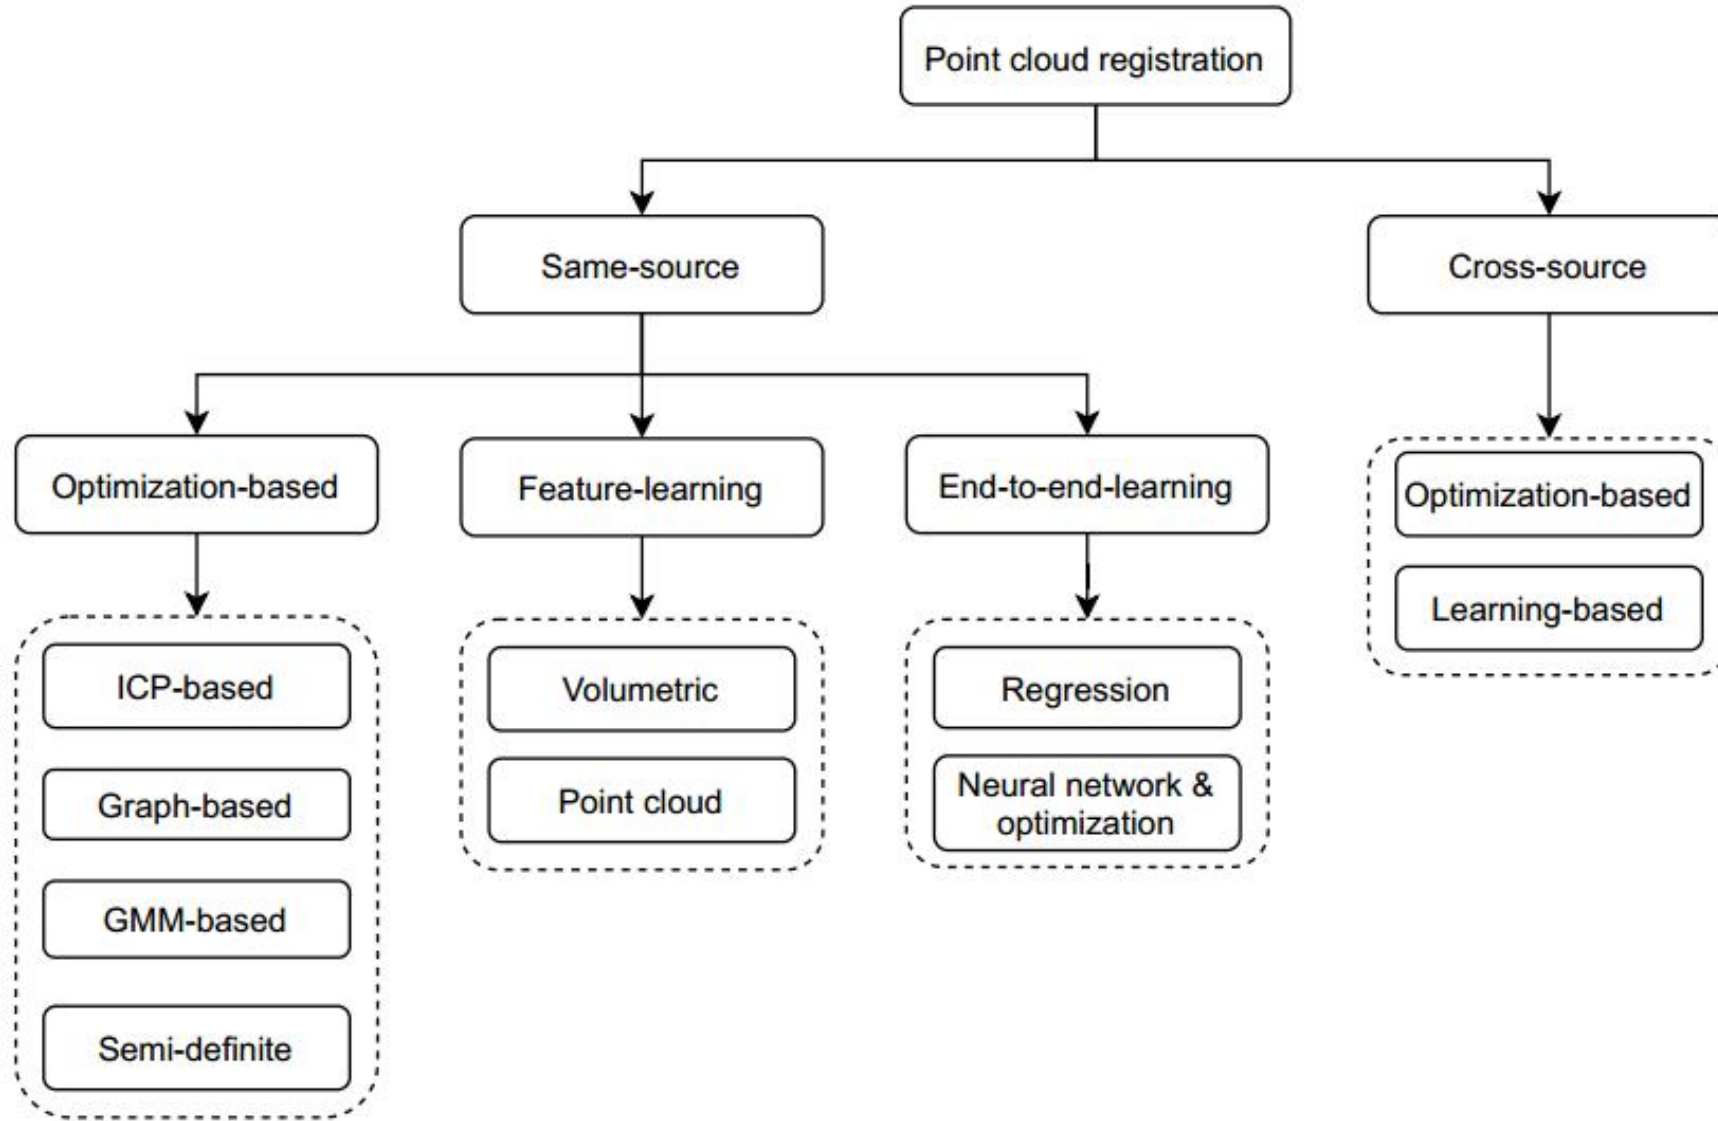 Point cloud registration
Same-source
Cross-source
Optimization-based
Feature-learning
End-to-end-learning
Optimization-based
Learning-based
ICP-based
Graph-based
GMM-based
Semi-definite
Volumetric
Point cloud
Regression
Neural network &
optimization